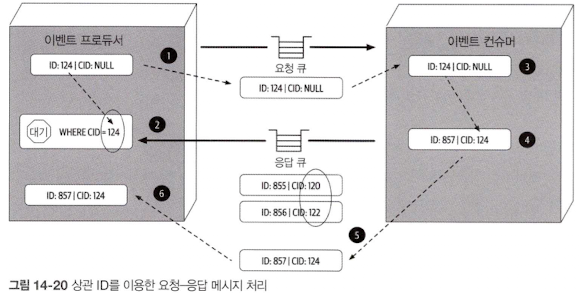 이벤트 프로듀서
이벤트 컨슈머
ID: 124 | CID: NULL
1
요청 큐
ID: 124 | CID: NULL
ID: 124 | CID: NULL
3
대기
WHERE CID = 124
2
ID: 857 | CID: 124
4
응답 큐
ID: 855 | CID: 120
ID: 856 | CID: 122
ID: 857 | CID: 124
6
5
ID: 857 | CID: 124
그림 14-20 상관 ID를 이용한 요청–응답 메시지 처리